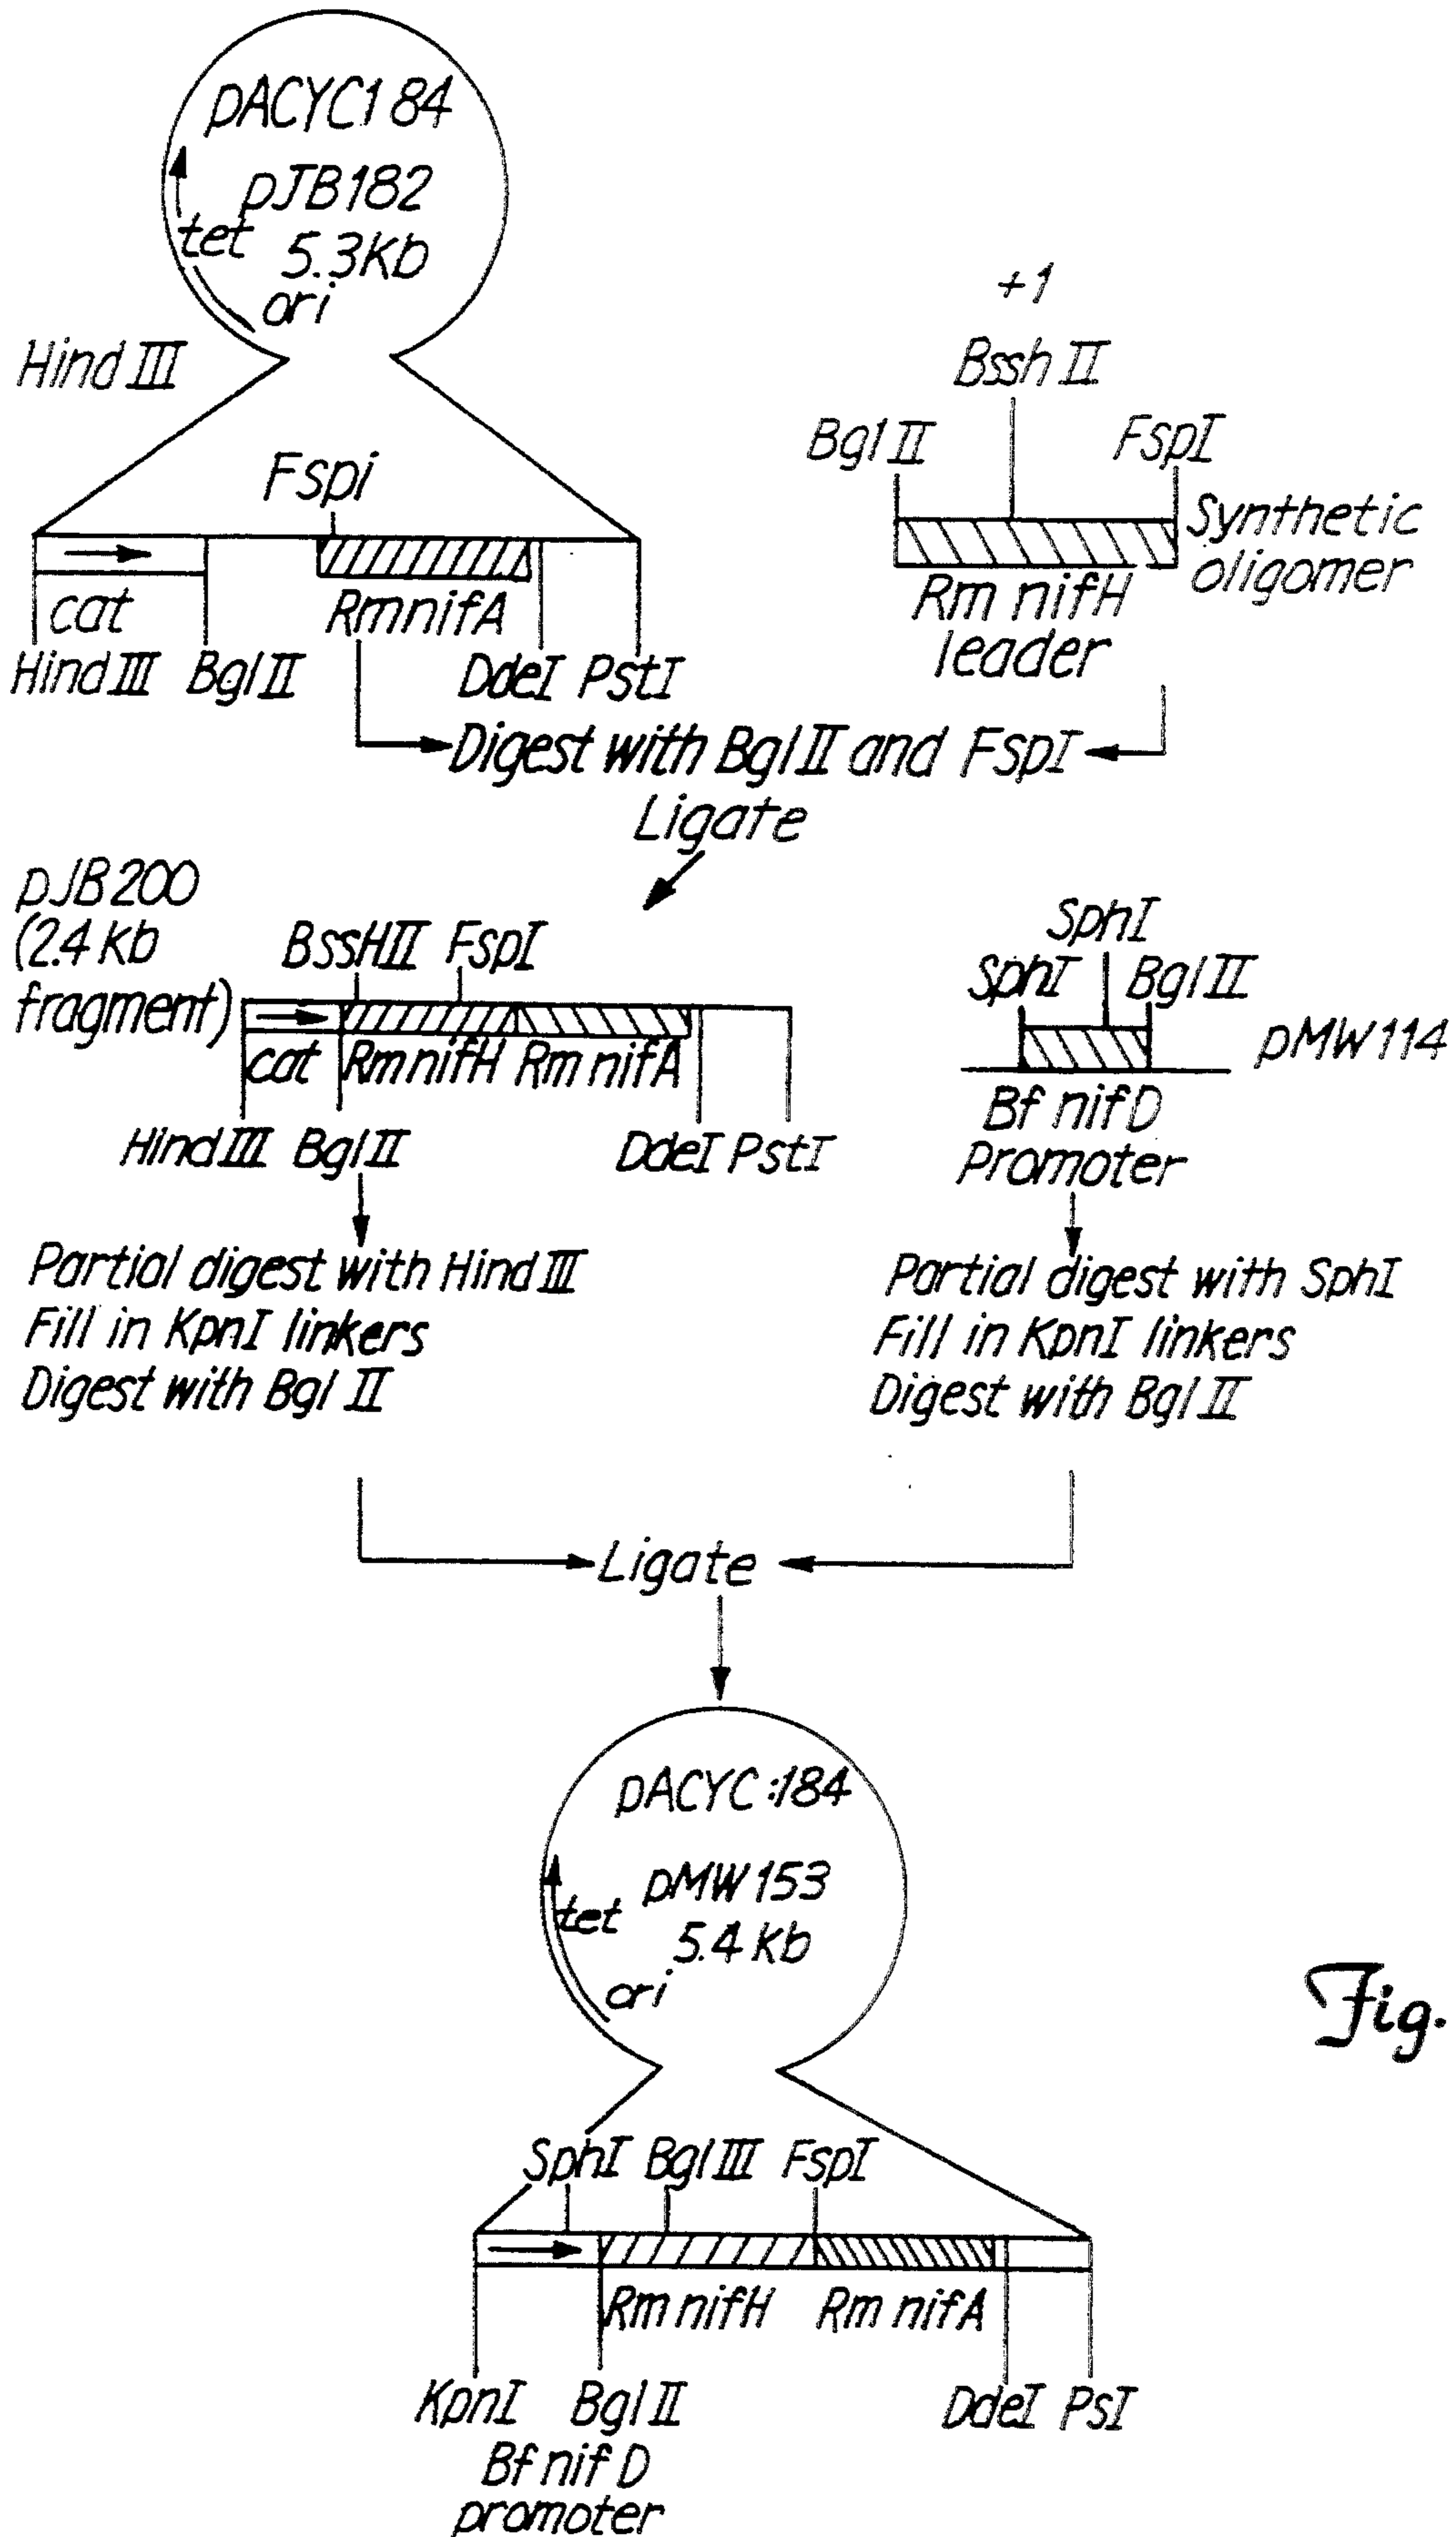 pACYC184
pJB182
tet 5.3Kb
ori
Hind III
+1
Bssh II
Bgl II FspI
Fspi
Synthetic
oligomer
cat RmnifA
Hind III Bgl II DdeI PstI
Rm nifH
leader
Digest with Bgl II and FspI
Ligate
pJB200
(2.4 Kb
fragment)
BssHII FspI
cat Rm nifH Rm nifA
Hind III Bgl II DdeI PstI
SphI
SphI Bgl II
pMW114
Bf nifD
Promoter
Partial digest with Hind III
Fill in KpnI linkers
Digest with Bgl II
Partial digest with SphI
Fill in KpnI linkers
Digest with Bgl II
Ligate
pACYC:184
pMW153
tet 5.4 Kb
ori
Fig.
SphI Bgl III FspI
Rm nifH Rm nifA
KpnI Bgl II DdeI PsI
Bf nif D
promoter